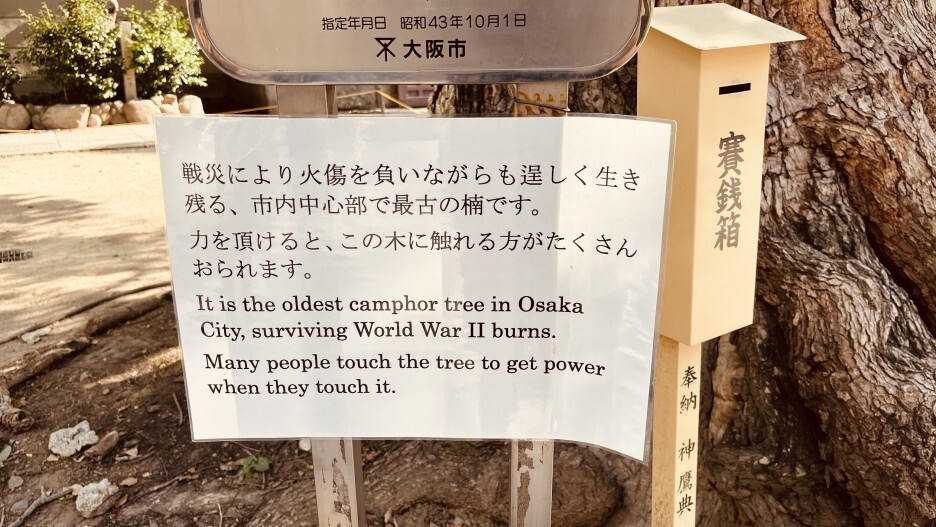 指定年月日 昭和43年10月1日
大阪市
戦災により火傷を負いながらも逞しく生き
残る、市内中心部で最古の楠です。
力を頂けると、この木に触れる方がたくさん
おられます。
It is the oldest camphor tree in Osaka
City, surviving World War II burns.
Many people touch the tree to get power
when they touch it.
賽銭箱
奉納 神鷹典